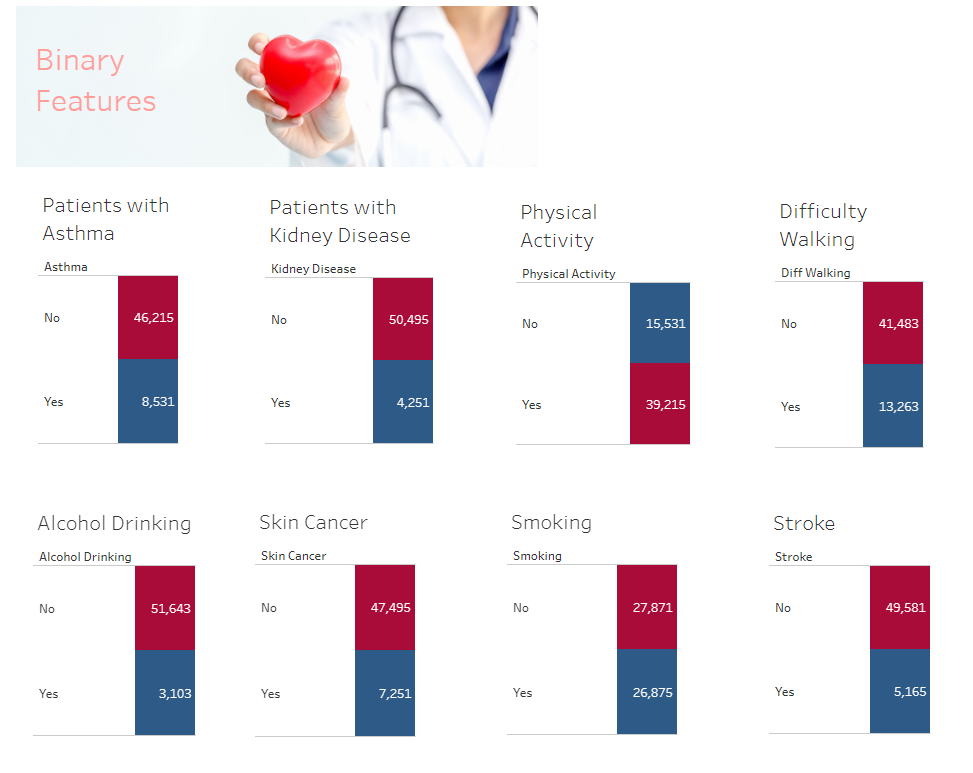 Binary
Features
Patients with
Asthma
Asthma
No 46,215
Yes 8,531
Patients with
Kidney Disease
Kidney Disease
No 50,495
Yes 4,251
Physical
Activity
Physical Activity
No 15,531
Yes 39,215
Difficulty
Walking
Diff Walking
No 41,483
Yes 13,263
Alcohol Drinking
Alcohol Drinking
No 51,643
Yes 3,103
Skin Cancer
Skin Cancer
No 47,495
Yes 7,251
Smoking
Smoking
No 27,871
Yes 26,875
Stroke
Stroke
No 49,581
Yes 5,165